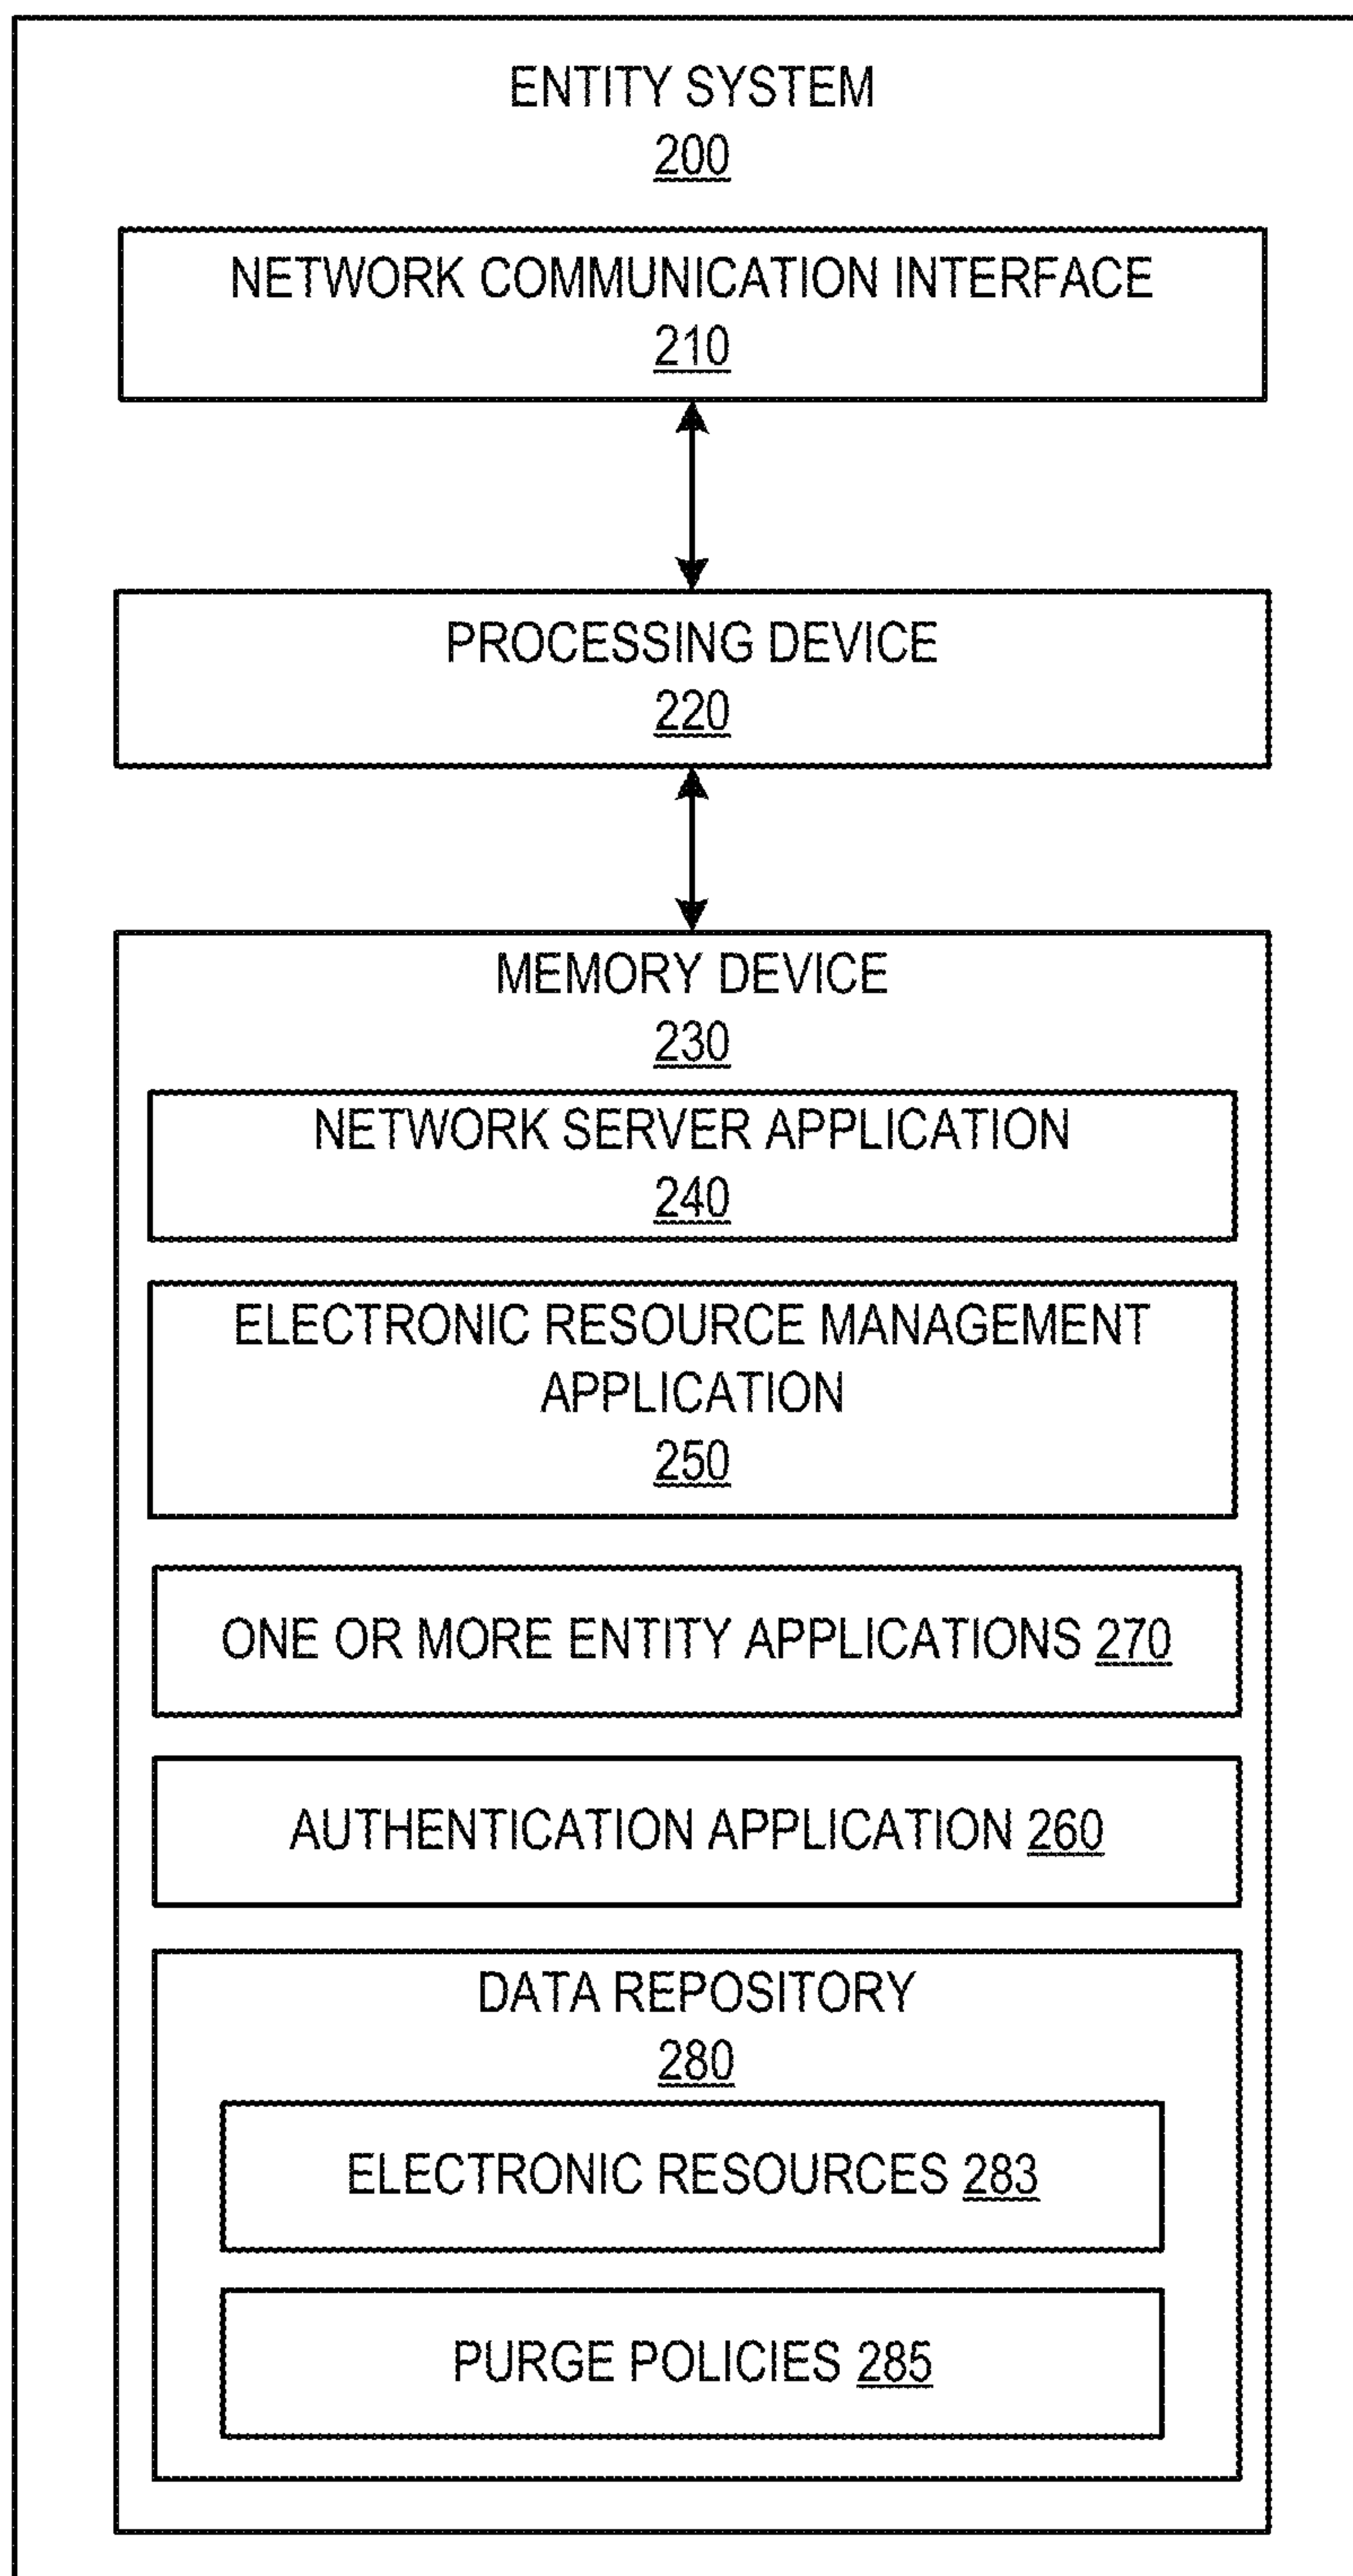 ENTITY SYSTEM
200
NETWORK COMMUNICATION INTERFACE
210
PROCESSING DEVICE
220
MEMORY DEVICE
230
NETWORK SERVER APPLICATION
240
ELECTRONIC RESOURCE MANAGEMENT
APPLICATION
250
ONE OR MORE ENTITY APPLICATIONS 270
AUTHENTICATION APPLICATION 260
DATA REPOSITORY
280
ELECTRONIC RESOURCES 283
PURGE POLICIES 285